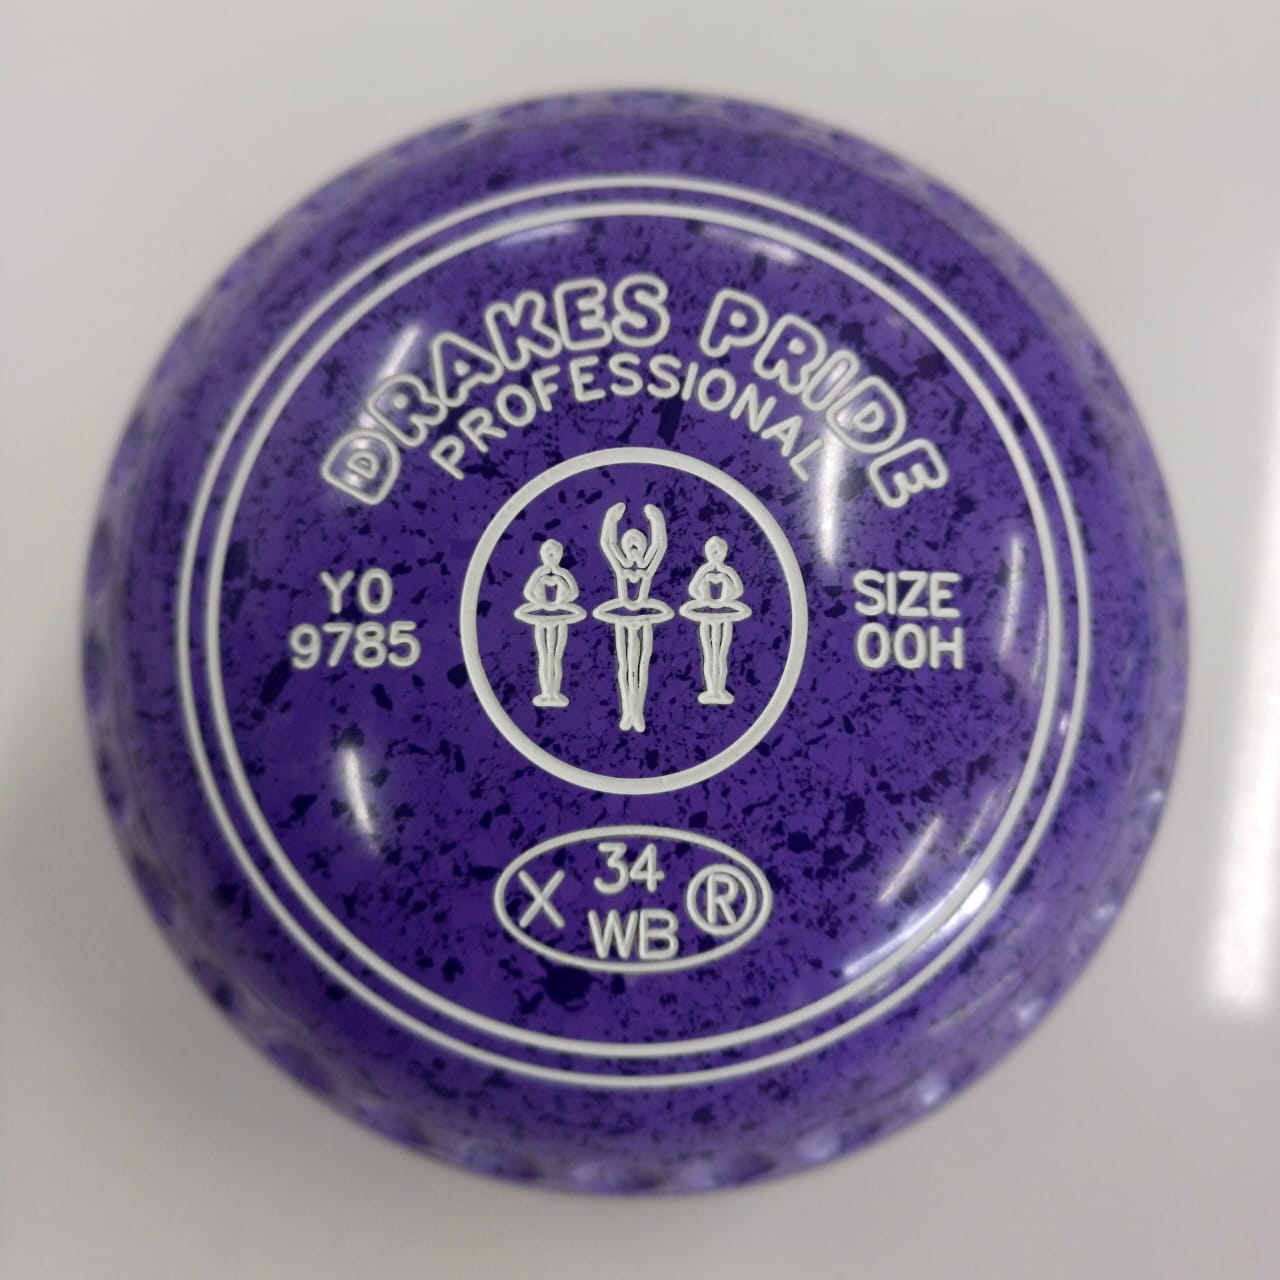 DRAKES PRIDE
PROFESSIONAL
YO
9785
SIZE
00H
X 34 ®
WB